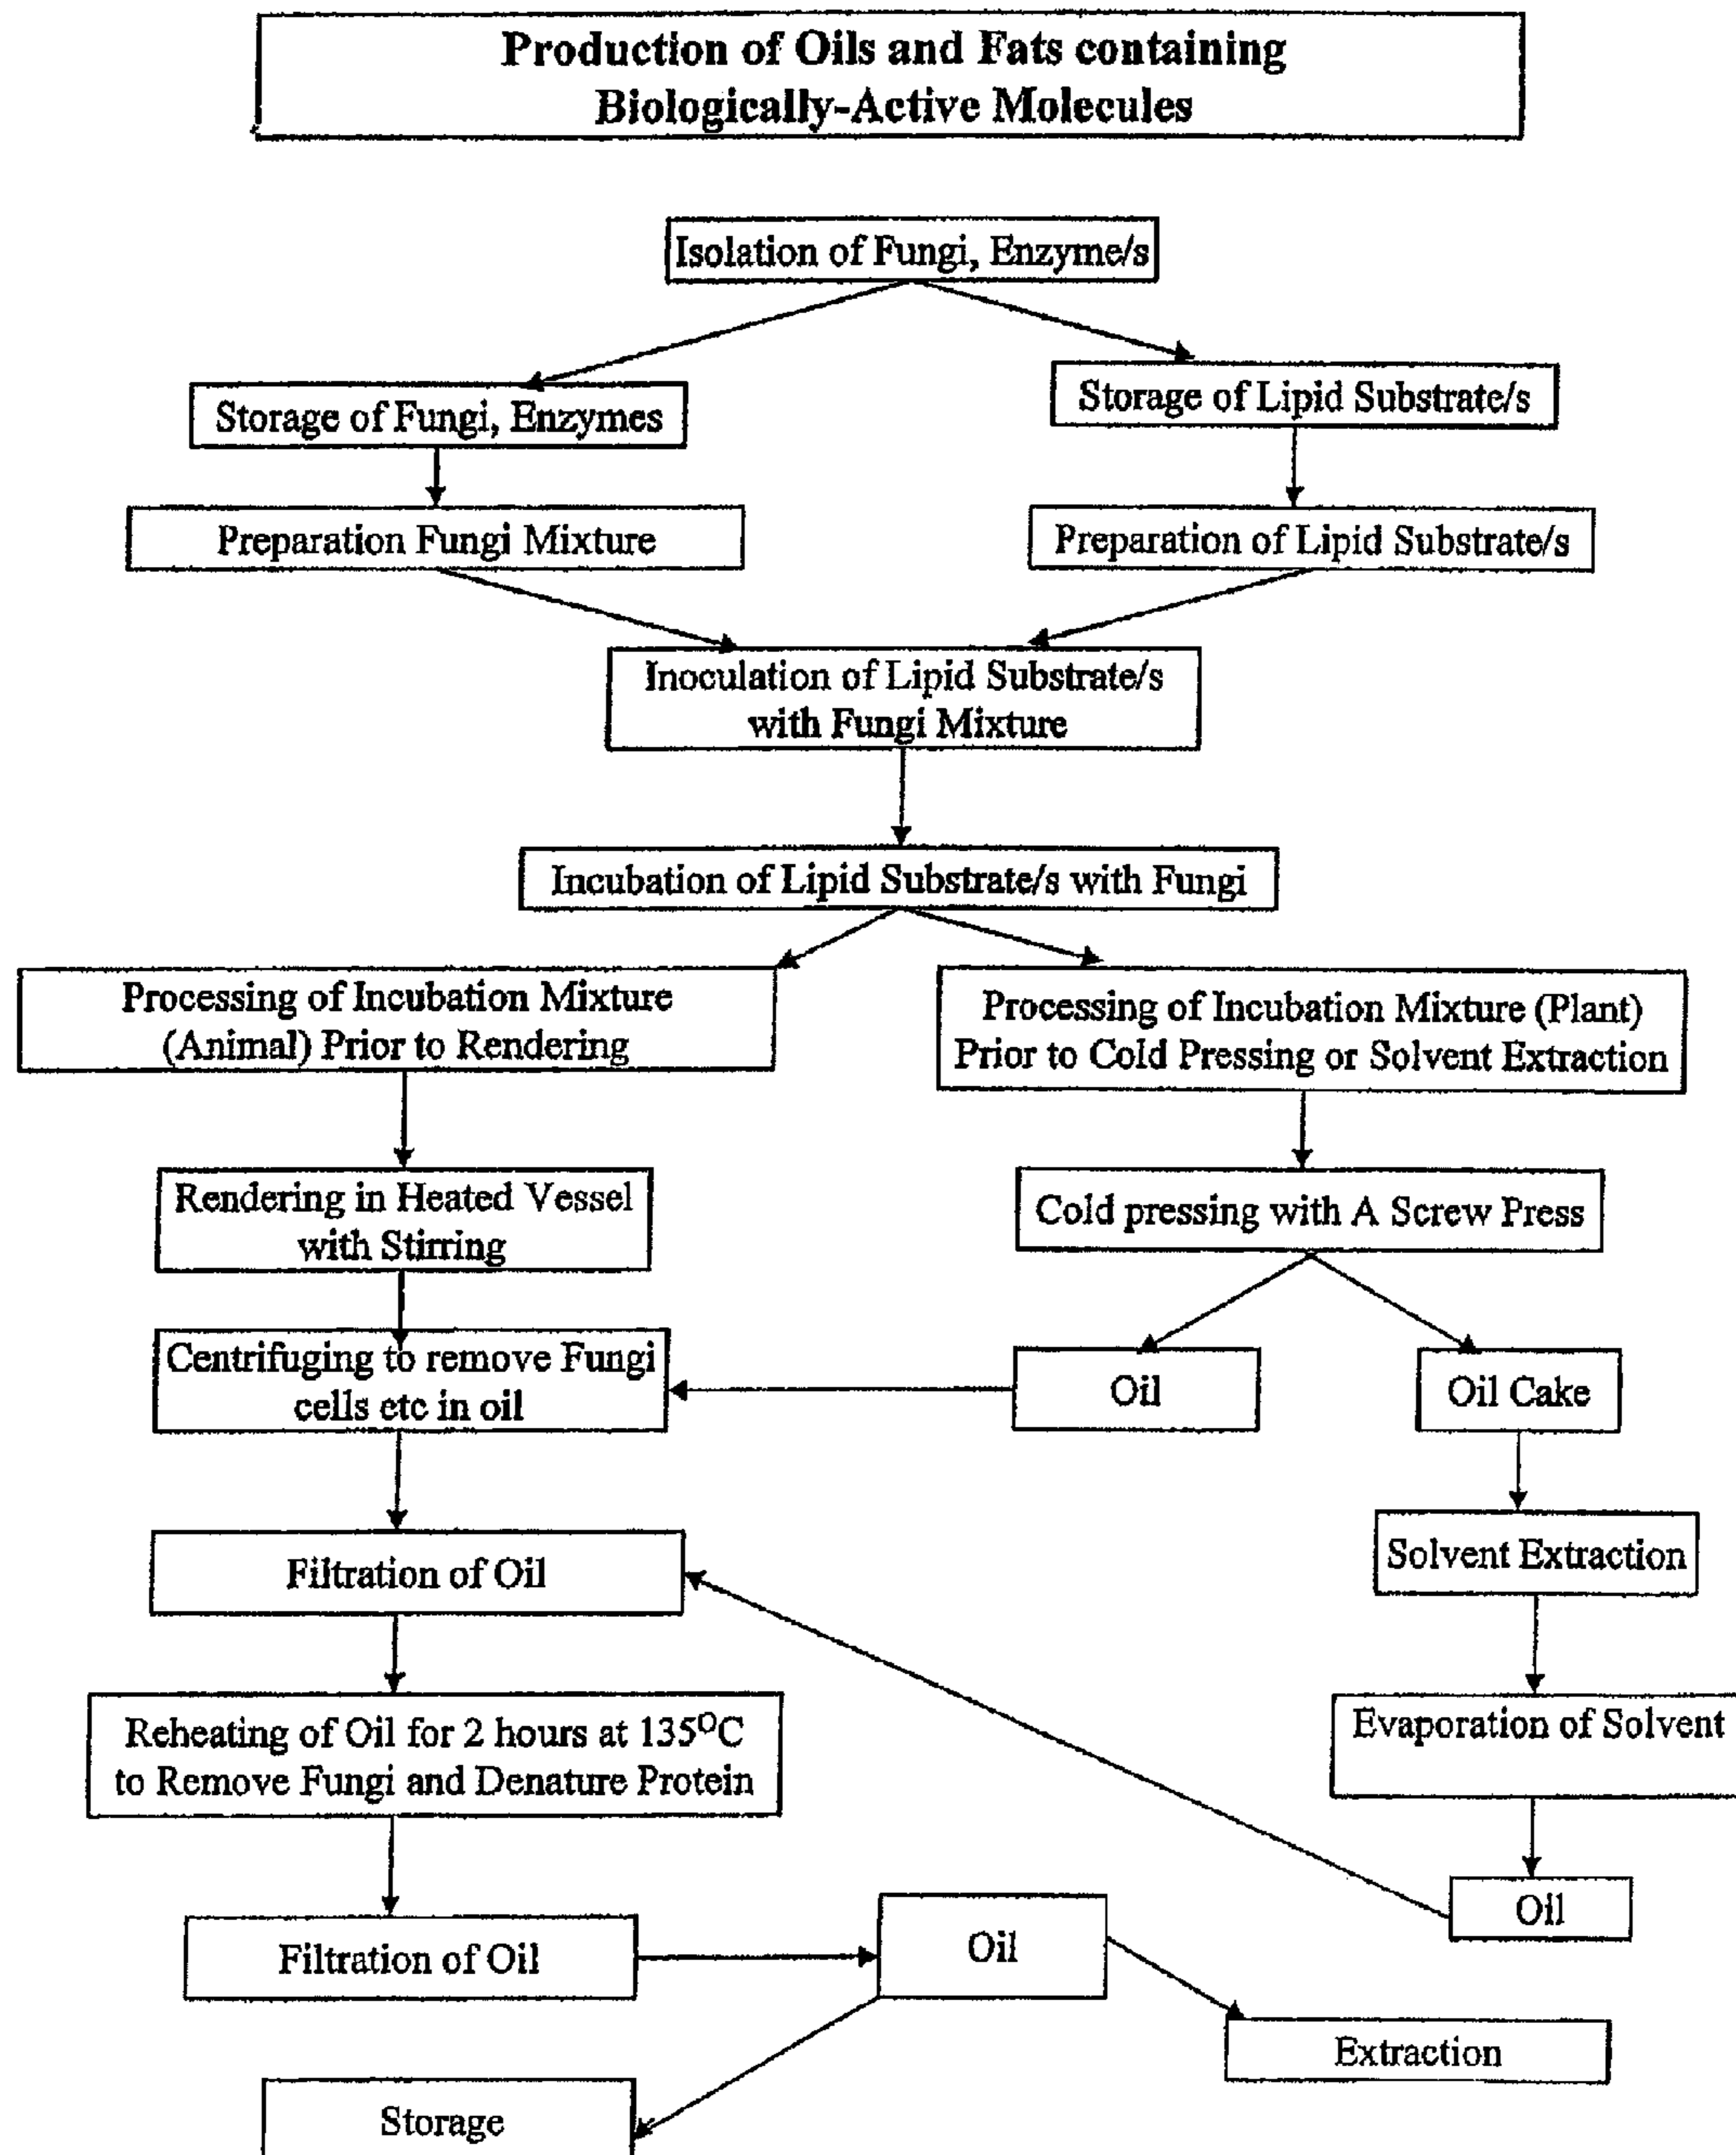 Production of Oils and Fats containing
Biologically-Active Molecules
Isolation of Fungi, Enzyme/s
Storage of Fungi, Enzymes
Storage of Lipid Substrate/s
Preparation Fungi Mixture
Preparation of Lipid Substrate/s
Inoculation of Lipid Substrate/s
with Fungi Mixture
Incubation of Lipid Substrate/s with Fungi
Processing of Incubation Mixture
(Animal) Prior to Rendering
Processing of Incubation Mixture (Plant)
Prior to Cold Pressing or Solvent Extraction
Rendering in Heated Vessel
with Stirring
Cold pressing with A Screw Press
Centrifuging to remove Fungi
cells etc in oil
Oil
Oil Cake
Filtration of Oil
Solvent Extraction
Reheating of Oil for 2 hours at 135°C
to Remove Fungi and Denature Protein
Evaporation of Solvent
Oil
Filtration of Oil
Oil
Extraction
Storage